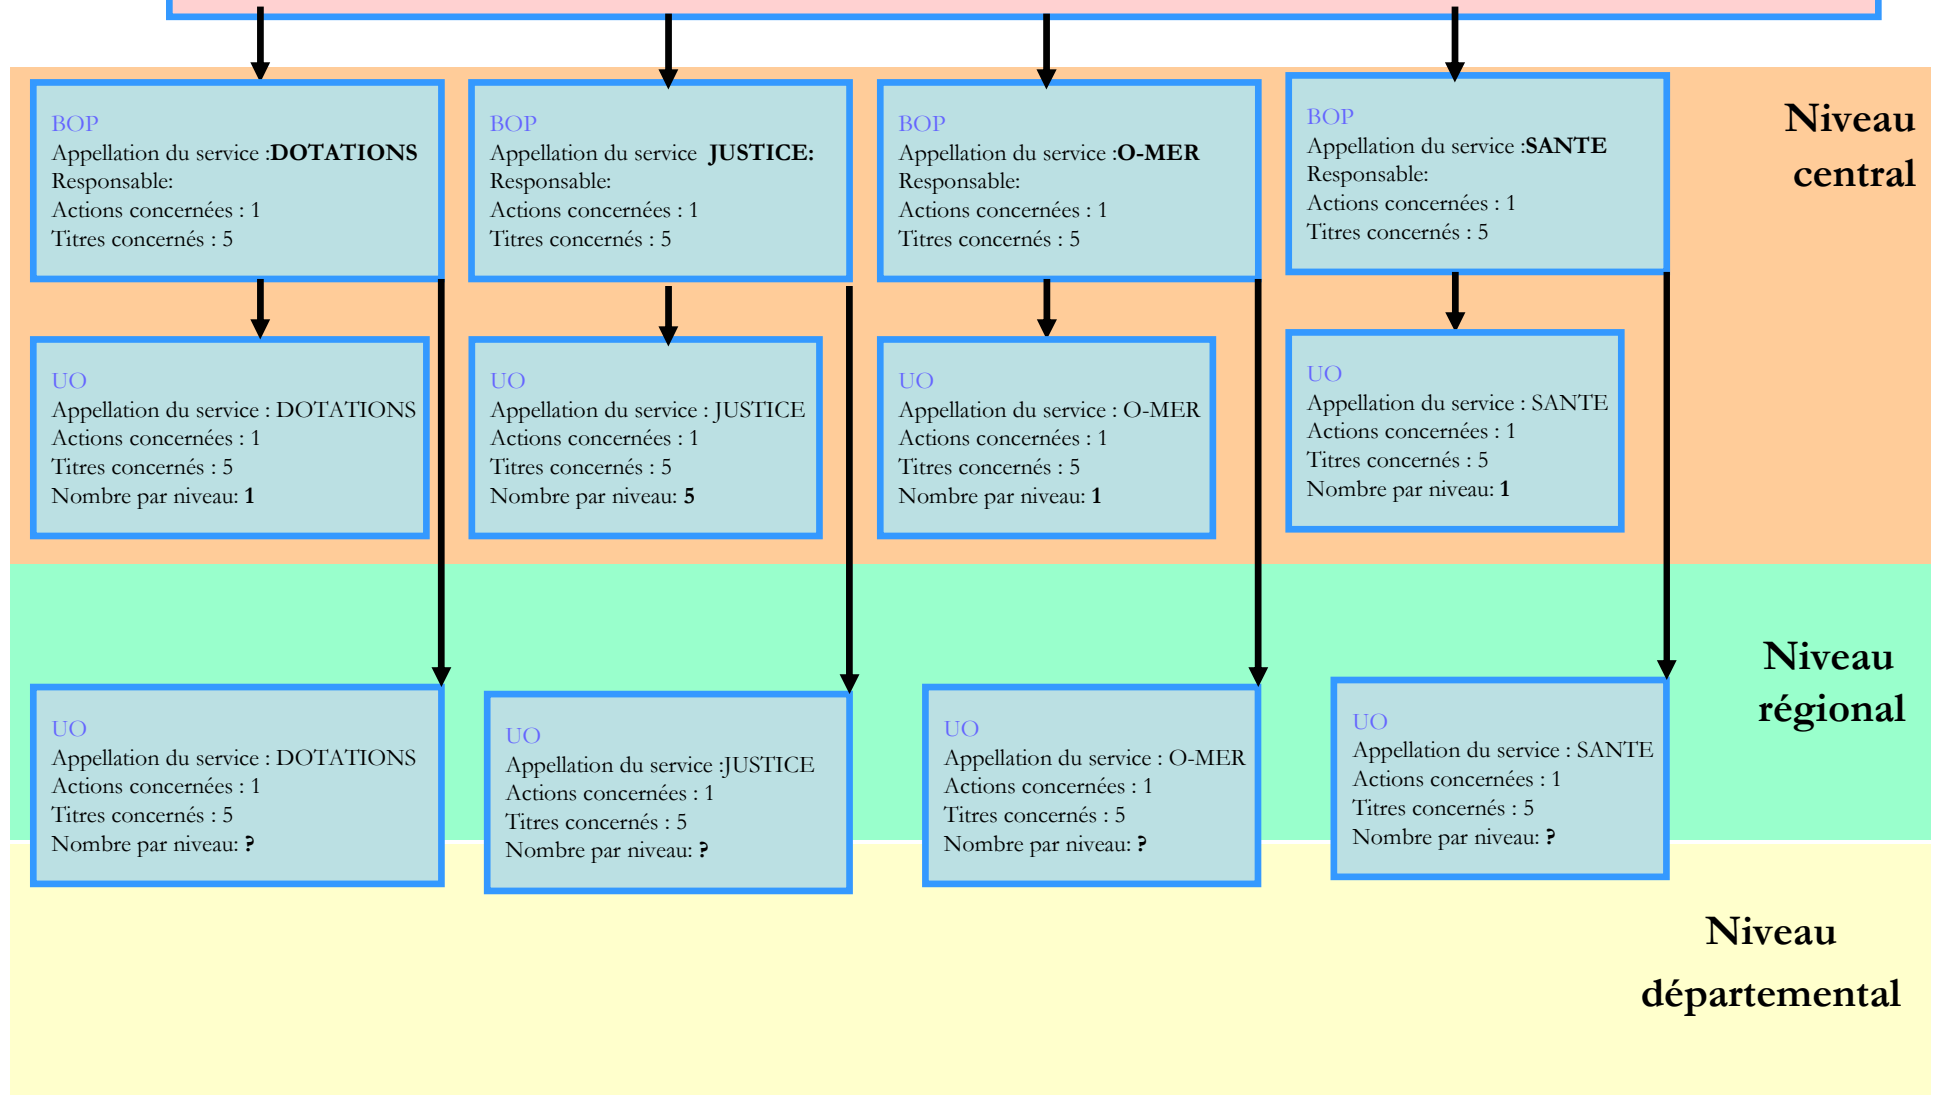 BOP
Appellation du service :DOTATIONS
Responsable:
Actions concernées : 1
Titres concernés : 5
BOP
Appellation du service JUSTICE:
Responsable:
Actions concernées : 1
Titres concernés : 5
BOP
Appellation du service :O-MER
Responsable:
Actions concernées : 1
Titres concernés : 5
BOP
Appellation du service :SANTE
Responsable:
Actions concernées : 1
Titres concernés : 5
Niveau
central
UO
Appellation du service : DOTATIONS
Actions concernées : 1
Titres concernés : 5
Nombre par niveau: 1
UO
Appellation du service : JUSTICE
Actions concernées : 1
Titres concernés : 5
Nombre par niveau: 5
UO
Appellation du service : O-MER
Actions concernées : 1
Titres concernés : 5
Nombre par niveau: 1
UO
Appellation du service : SANTE
Actions concernées : 1
Titres concernés : 5
Nombre par niveau: 1
Niveau
régional
UO
Appellation du service : DOTATIONS
Actions concernées : 1
Titres concernés : 5
Nombre par niveau: ?
UO
Appellation du service :JUSTICE
Actions concernées : 1
Titres concernés : 5
Nombre par niveau: ?
UO
Appellation du service : O-MER
Actions concernées : 1
Titres concernés : 5
Nombre par niveau: ?
UO
Appellation du service : SANTE
Actions concernées : 1
Titres concernés : 5
Nombre par niveau: ?
Niveau
départemental